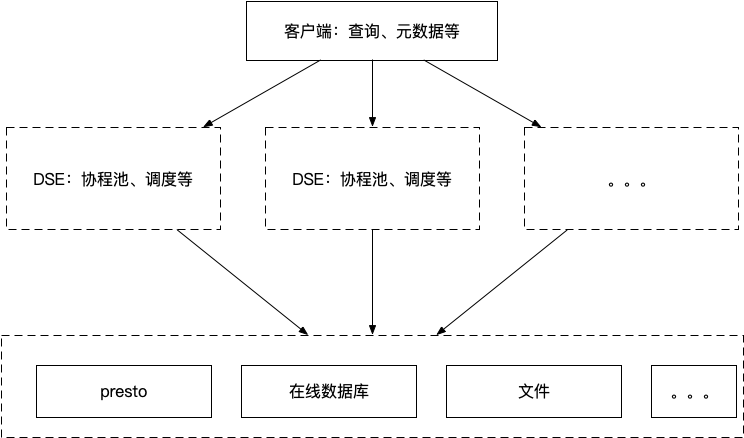 客户端：查询、元数据等
DSE：协程池、调度等
DSE：协程池、调度等
。。。
presto
在线数据库
文件
。。。